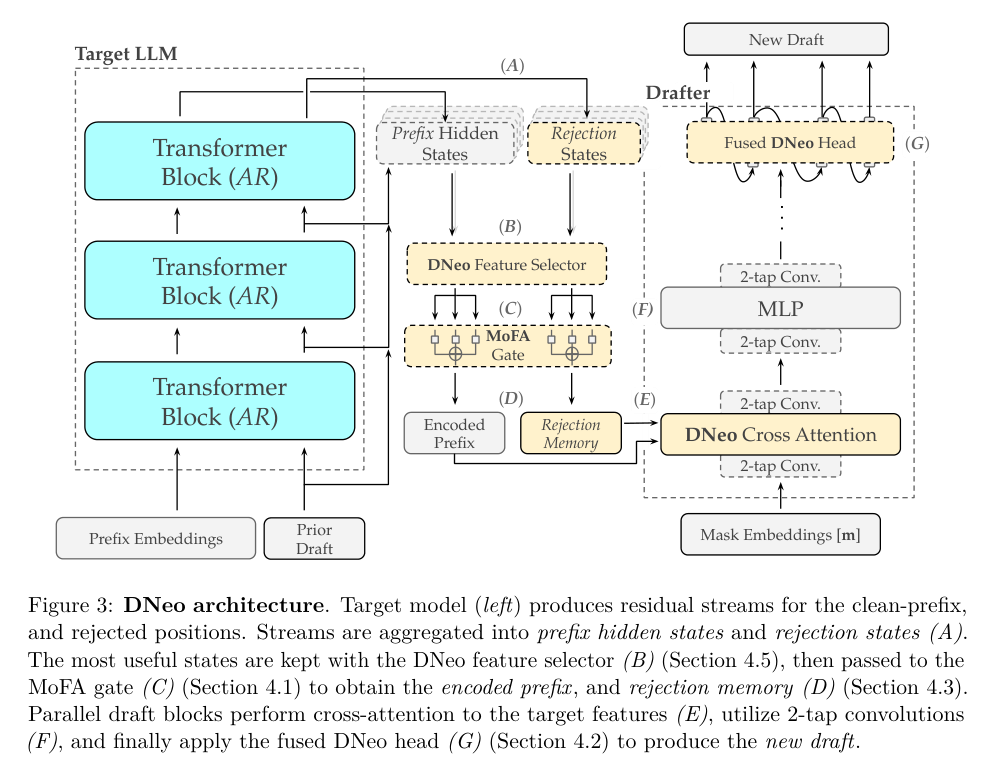 Target LLM
Transformer
Block (AR)
Transformer
Block (AR)
Transformer
Block (AR)
Prefix Embeddings
Prior
Draft
(A)
Prefix Hidden
States
Rejection
States
(B)
DNeo Feature Selector
(C)
MoFA
Gate
(D)
Encoded
Prefix
Rejection
Memory
(E)
New Draft
Drafter
Fused DNeo Head
(G)
2-tap Conv.
(F)
MLP
2-tap Conv.
2-tap Conv.
DNeo Cross Attention
2-tap Conv.
Mask Embeddings [m]
Figure 3: DNeo architecture. Target model (left) produces residual streams for the clean-prefix,
and rejected positions. Streams are aggregated into prefix hidden states and rejection states (A).
The most useful states are kept with the DNeo feature selector (B) (Section 4.5), then passed to the
MoFA gate (C) (Section 4.1) to obtain the encoded prefix, and rejection memory (D) (Section 4.3).
Parallel draft blocks perform cross-attention to the target features (E), utilize 2-tap convolutions
(F), and finally apply the fused DNeo head (G) (Section 4.2) to produce the new draft.